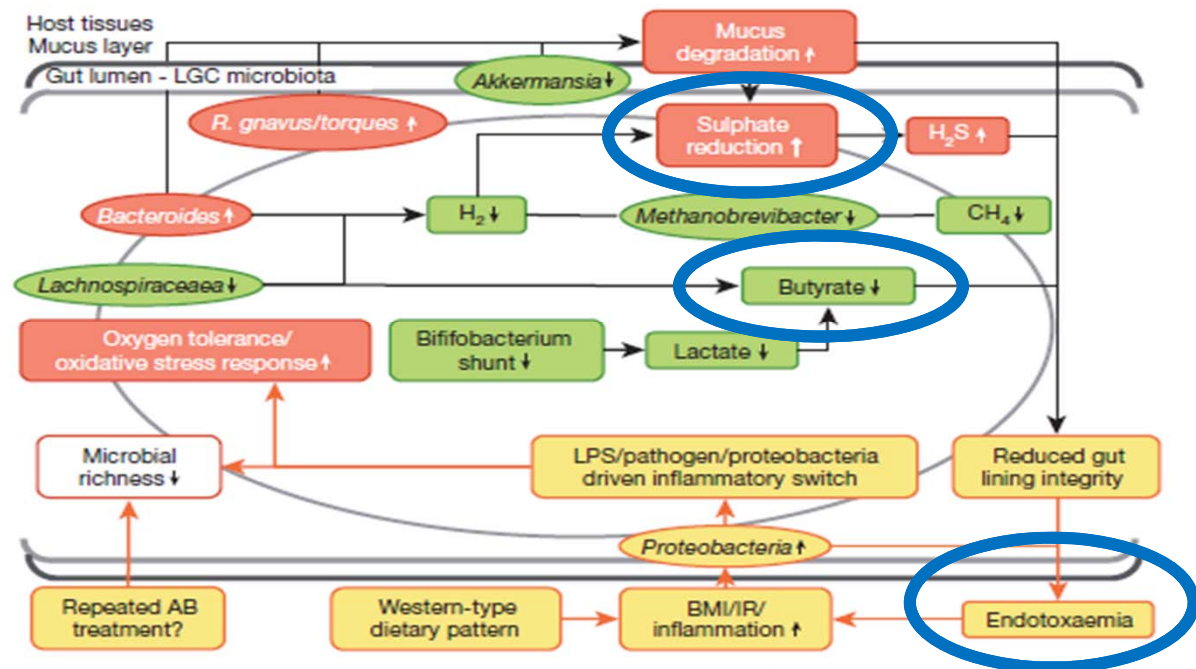 Host tissues
Mucus layer
Mucus
degradation ↑
Gut lumen - LGC microbiota
Akkermansia ↓
R. gnavus/torques ↑
Sulphate
reduction ↑
H₂S ↑
Bacteroides ↑
H₂ ↓
Methanobrevibacter ↓
CH₄ ↓
Lachnospiraceaea ↓
Butyrate ↓
Oxygen tolerance/
oxidative stress response ↑
Bififobacterium
shunt ↓
Lactate ↓
Microbial
richness ↓
LPS/pathogen/proteobacteria
driven inflammatory switch
Reduced gut
lining integrity
Proteobacteria ↑
Repeated AB
treatment?
Western-type
dietary pattern
BMI/IR/
inflammation ↑
Endotoxaemia